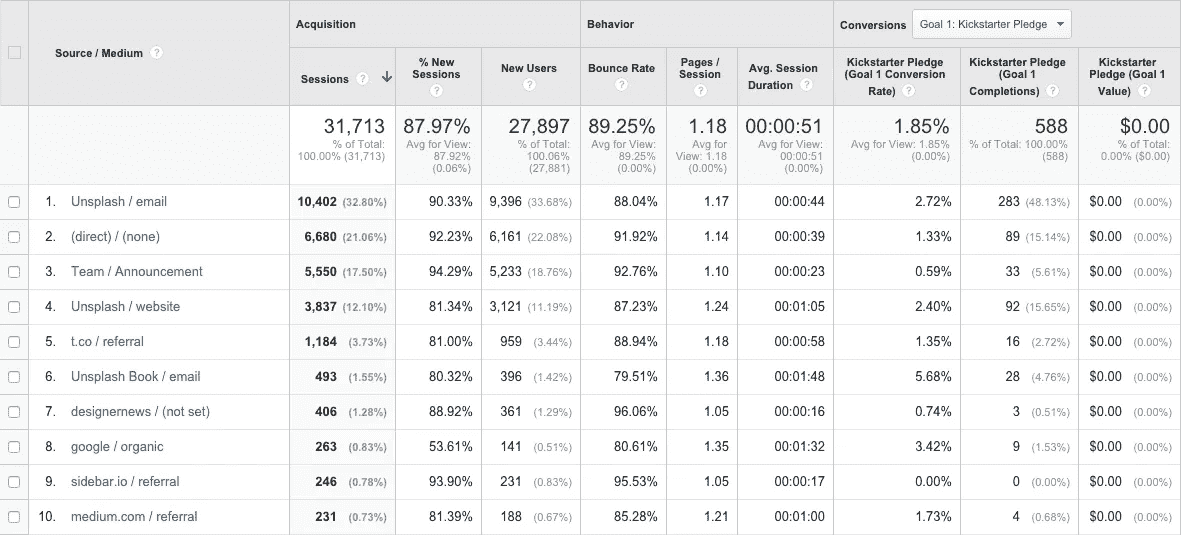 Acquisition Behavior Conversions Goal 1: Kickstarter Pledge
Source / Medium ? Sessions ? % New Sessions ? New Users ? Bounce Rate ? Pages / Session ? Avg. Session Duration ? Kickstarter Pledge (Goal 1 Conversion Rate) ? Kickstarter Pledge (Goal 1 Completions) ? Kickstarter Pledge (Goal 1 Value) ?
31,713 87.97% 27,897 89.25% 1.18 00:00:51 1.85% 588 $0.00
% of Total: 100.00% (31,713) Avg for View: 87.92% (0.06%) % of Total: 100.06% (27,881) Avg for View: 89.25% (0.00%) Avg for View: 1.18 (0.00%) Avg for View: 00:00:51 (0.00%) Avg for View: 1.85% (0.00%) % of Total: 100.00% (588) % of Total: 0.00% ($0.00)
1. Unsplash / email 10,402 (32.80%) 90.33% 9,396 (33.68%) 88.04% 1.17 00:00:44 2.72% 283 (48.13%) $0.00 (0.00%)
2. (direct) / (none) 6,680 (21.06%) 92.23% 6,161 (22.08%) 91.92% 1.14 00:00:39 1.33% 89 (15.14%) $0.00 (0.00%)
3. Team / Announcement 5,550 (17.50%) 94.29% 5,233 (18.76%) 92.76% 1.10 00:00:23 0.59% 33 (5.61%) $0.00 (0.00%)
4. Unsplash / website 3,837 (12.10%) 81.34% 3,121 (11.19%) 87.23% 1.24 00:01:05 2.40% 92 (15.65%) $0.00 (0.00%)
5. t.co / referral 1,184 (3.73%) 81.00% 959 (3.44%) 88.94% 1.18 00:00:58 1.35% 16 (2.72%) $0.00 (0.00%)
6. Unsplash Book / email 493 (1.55%) 80.32% 396 (1.42%) 79.51% 1.36 00:01:48 5.68% 28 (4.76%) $0.00 (0.00%)
7. designernews / (not set) 406 (1.28%) 88.92% 361 (1.29%) 96.06% 1.05 00:00:16 0.74% 3 (0.51%) $0.00 (0.00%)
8. google / organic 263 (0.83%) 53.61% 141 (0.51%) 80.61% 1.35 00:01:32 3.42% 9 (1.53%) $0.00 (0.00%)
9. sidebar.io / referral 246 (0.78%) 93.90% 231 (0.83%) 95.53% 1.05 00:00:17 0.00% 0 (0.00%) $0.00 (0.00%)
10. medium.com / referral 231 (0.73%) 81.39% 188 (0.67%) 85.28% 1.21 00:01:00 1.73% 4 (0.68%) $0.00 (0.00%)